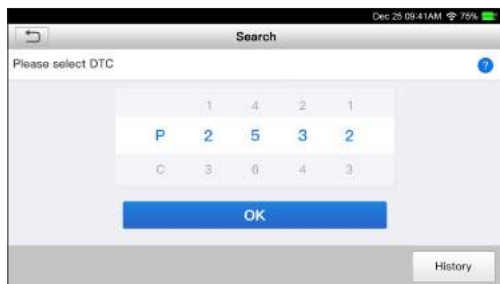 Dec 25 09:41AM 75%
Search
Please select DTC
?
1 4 2 1
P 2 5 3 2
C 3 6 4 3
OK
History